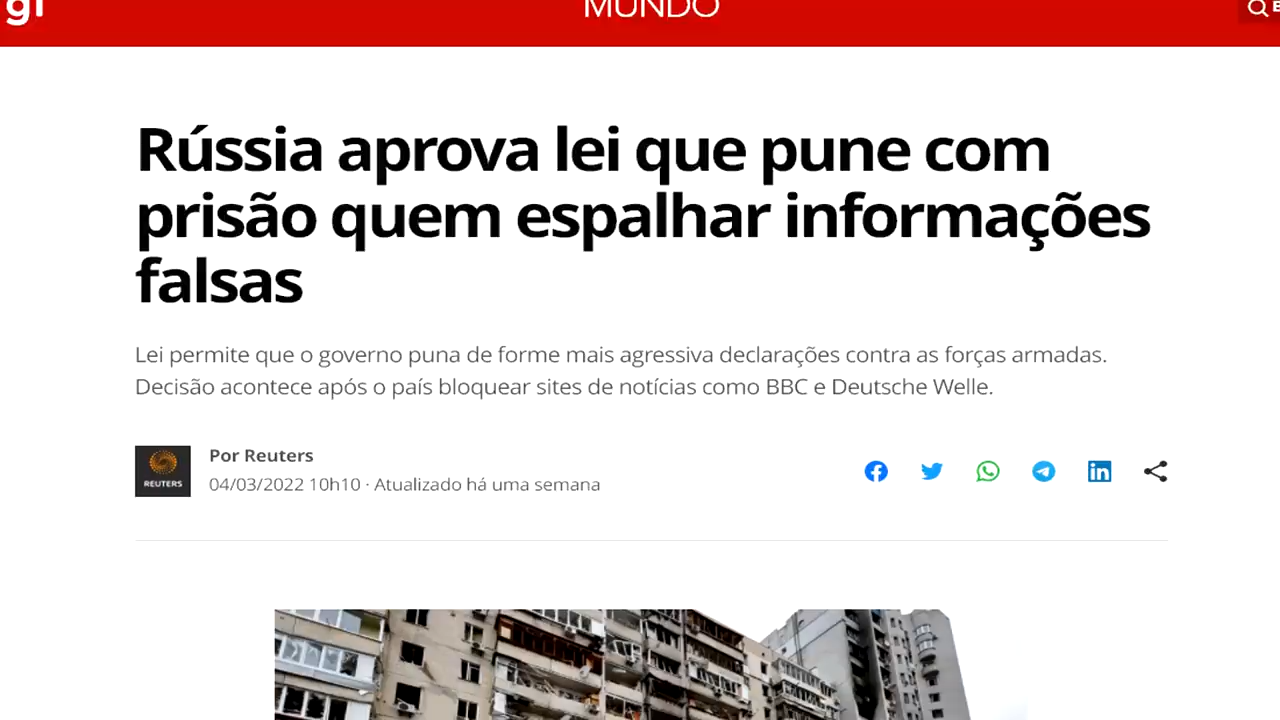 g1
MUNDO
Rússia aprova lei que pune com
prisão quem espalhar informações
falsas
Lei permite que o governo puna de forme mais agressiva declarações contra as forças armadas.
Decisão acontece após o país bloquear sites de notícias como BBC e Deutsche Welle.
Por Reuters
REUTERS
04/03/2022 10h10 · Atualizado há uma semana